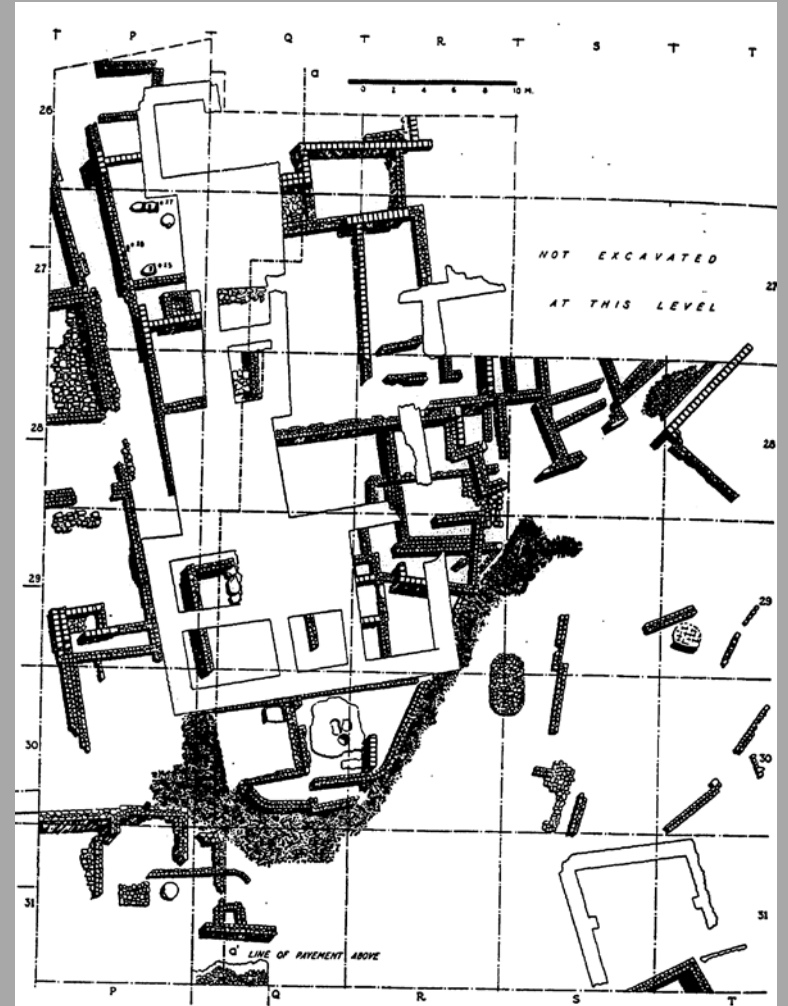 T P T Q T R T S T T
a
0 2 4 6 8 10 M.
26
27
NOT EXCAVATED
AT THIS LEVEL
27
28
28
29
29
30
30
31
31
a' LINE OF PAVEMENT ABOVE
P Q R S T